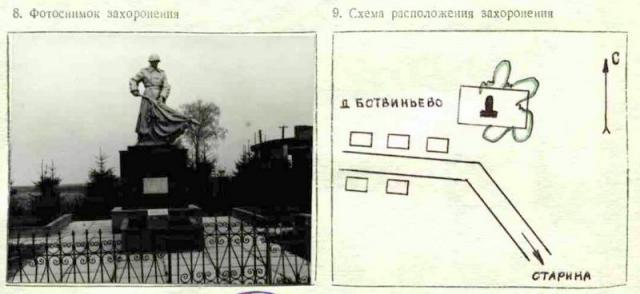 8. Фотоснимок захоронения
9. Схема расположения захоронения
С
Д БОТВИНЬЕВО
СТАРИНА